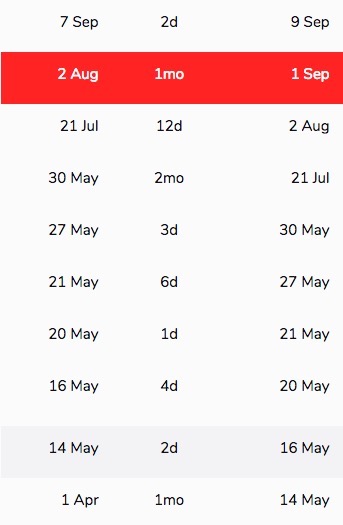 7 Sep 2d 9 Sep
2 Aug 1mo 1 Sep
21 Jul 12d 2 Aug
30 May 2mo 21 Jul
27 May 3d 30 May
21 May 6d 27 May
20 May 1d 21 May
16 May 4d 20 May
14 May 2d 16 May
1 Apr 1mo 14 May